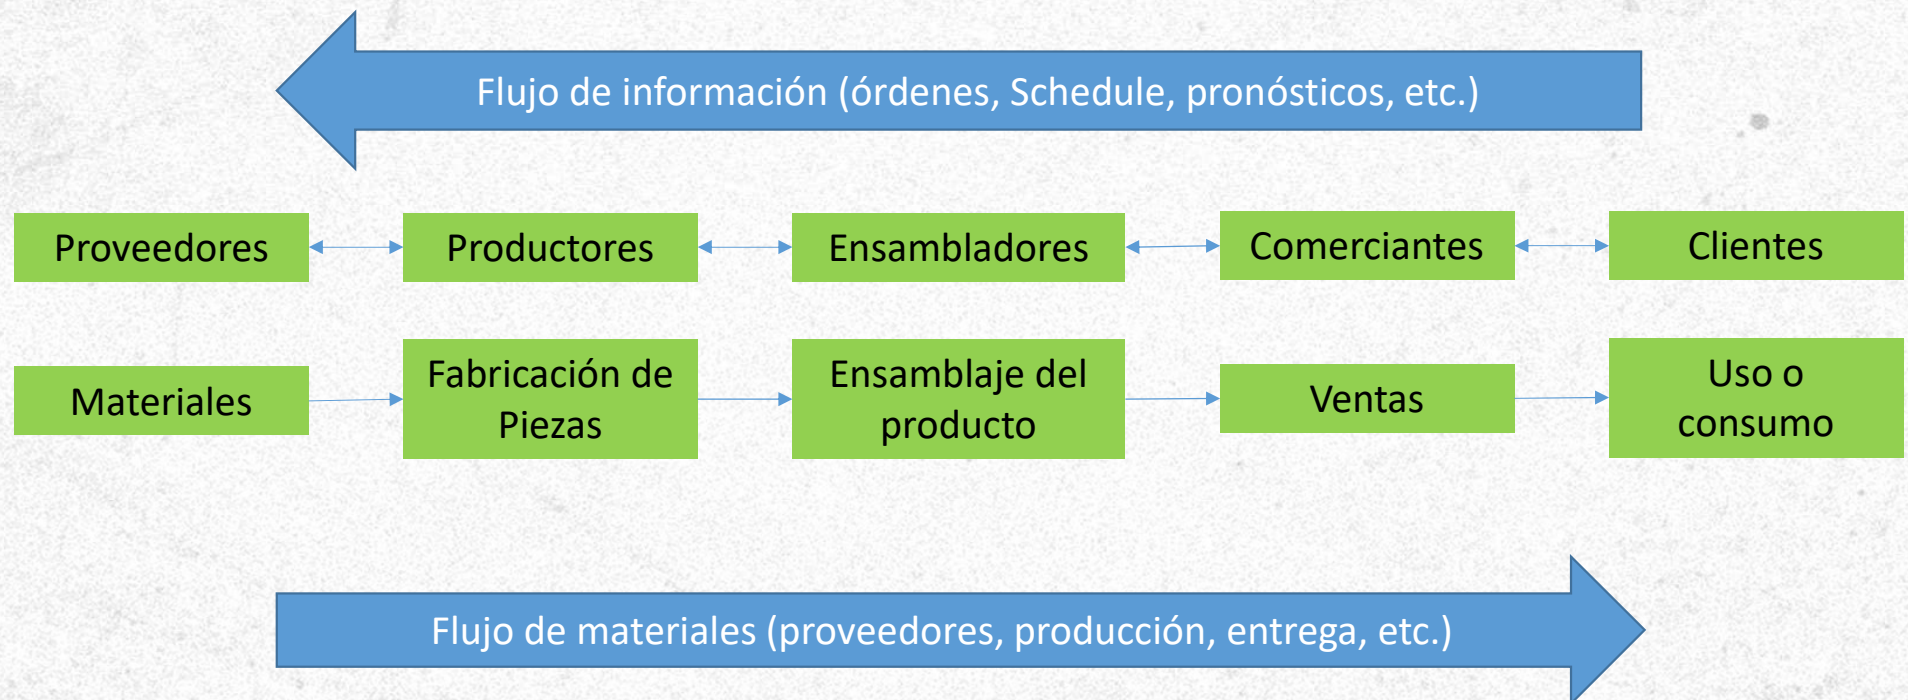 Flujo de información (órdenes, Schedule, pronósticos, etc.)
Proveedores
Productores
Ensambladores
Comerciantes
Clientes
Materiales
Fabricación de
Piezas
Ensamblaje del
producto
Ventas
Uso o
consumo
Flujo de materiales (proveedores, producción, entrega, etc.)